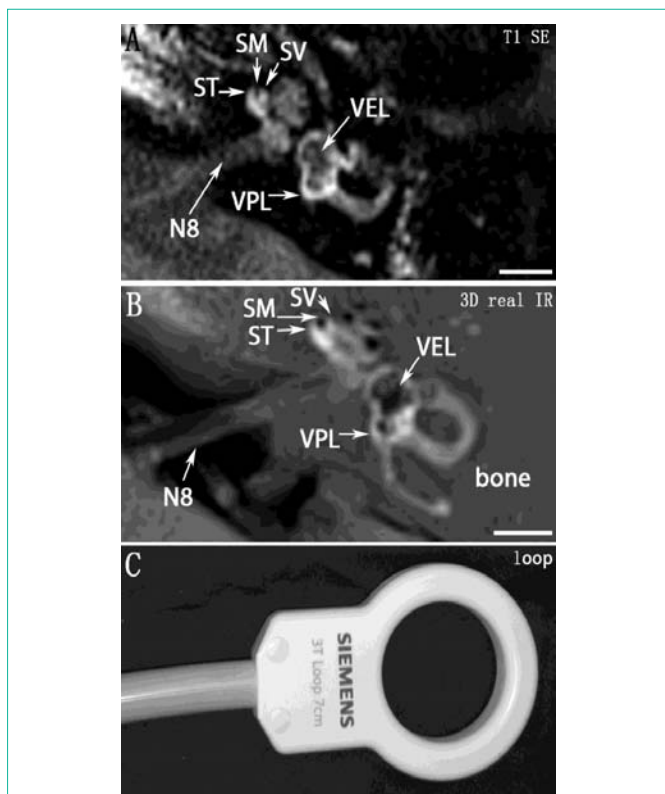 A
T1 SE
SM
SV
ST
VEL
VPL
N8
B
3D real IR
SV
SM
ST
VEL
VPL
N8
bone
C
loop
SIEMENS
3T Loop 7cm